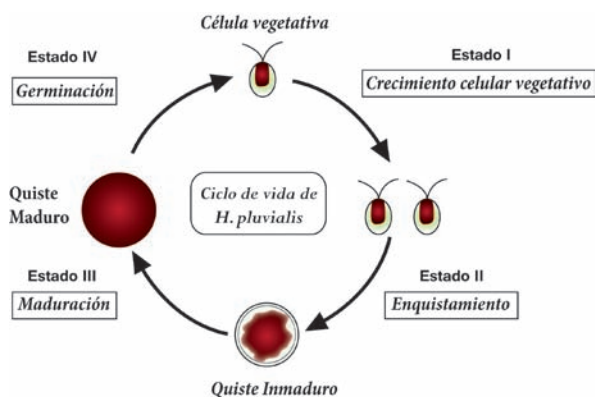 Célula vegetativa
Estado IV
Germinación
Estado I
Crecimiento celular vegetativo
Quiste
Maduro
Ciclo de vida de
H. pluvialis
Estado III
Maduración
Estado II
Enquistamiento
Quiste Inmaduro